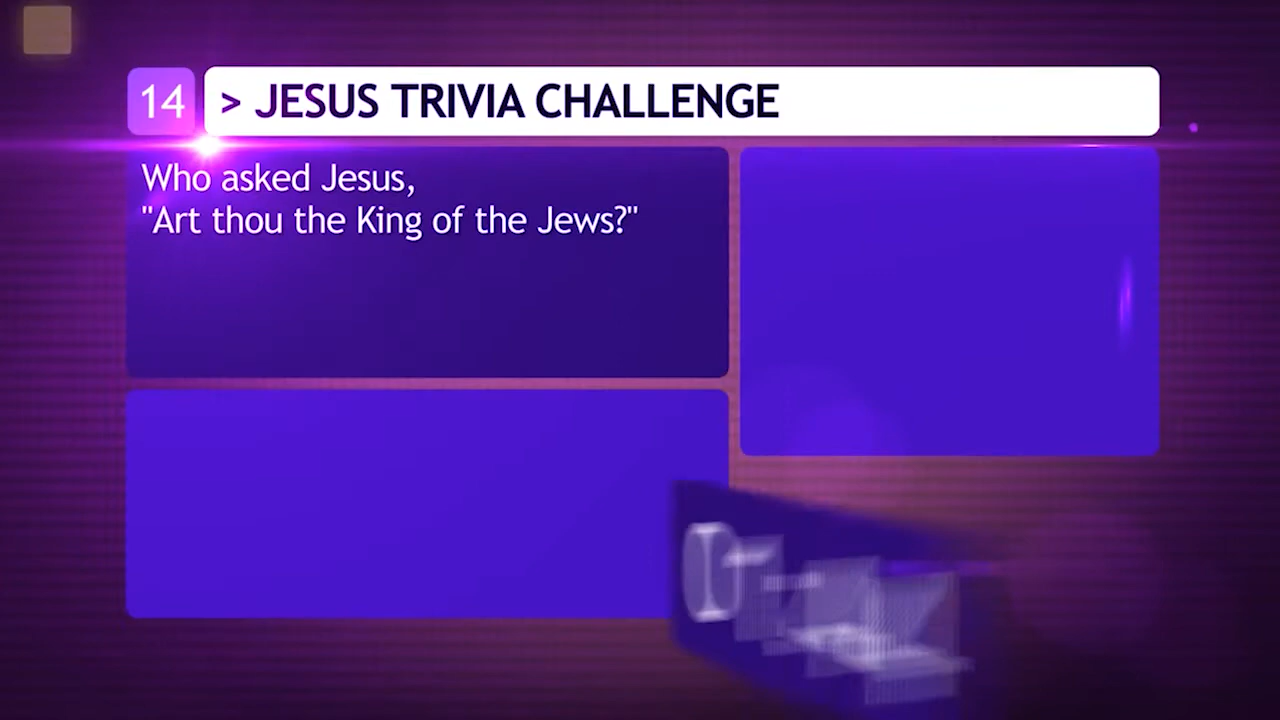 14
> JESUS TRIVIA CHALLENGE
Who asked Jesus,
"Art thou the King of the Jews?"